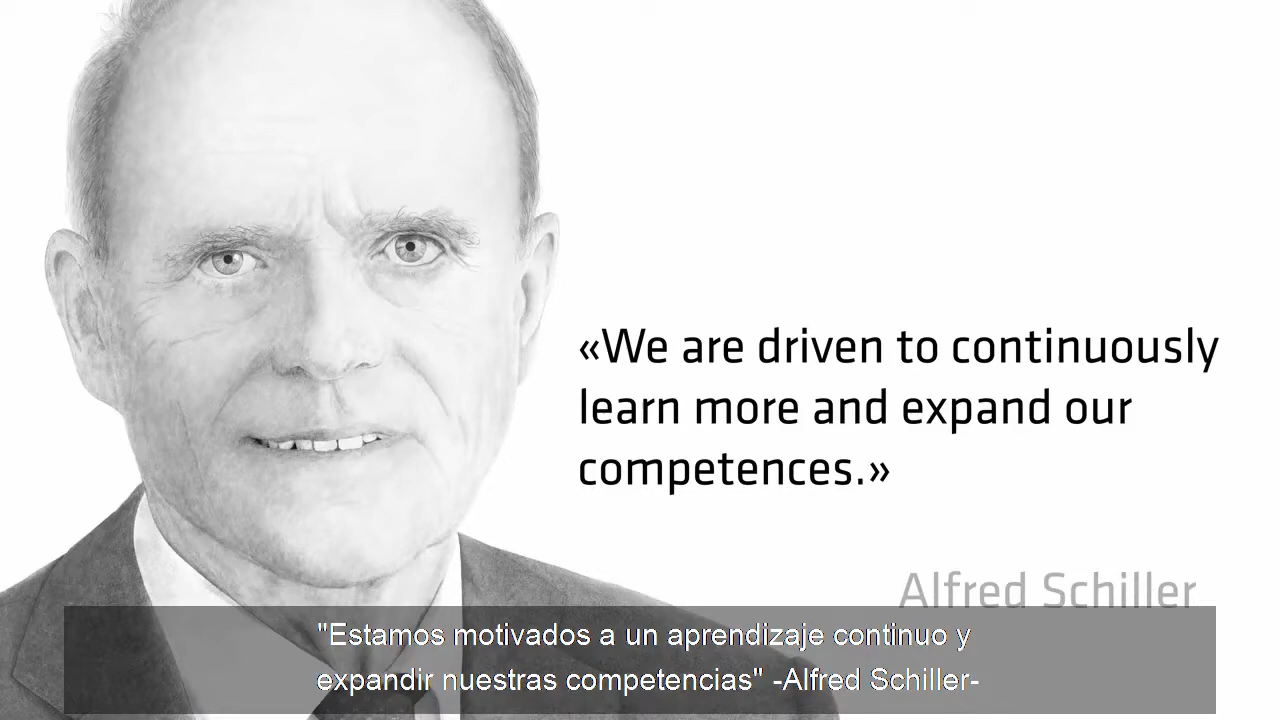 «We are driven to continuously
learn more and expand our
competences.»
Alfred Schiller
"Estamos motivados a un aprendizaje continuo y
expandir nuestras competencias" -Alfred Schiller-